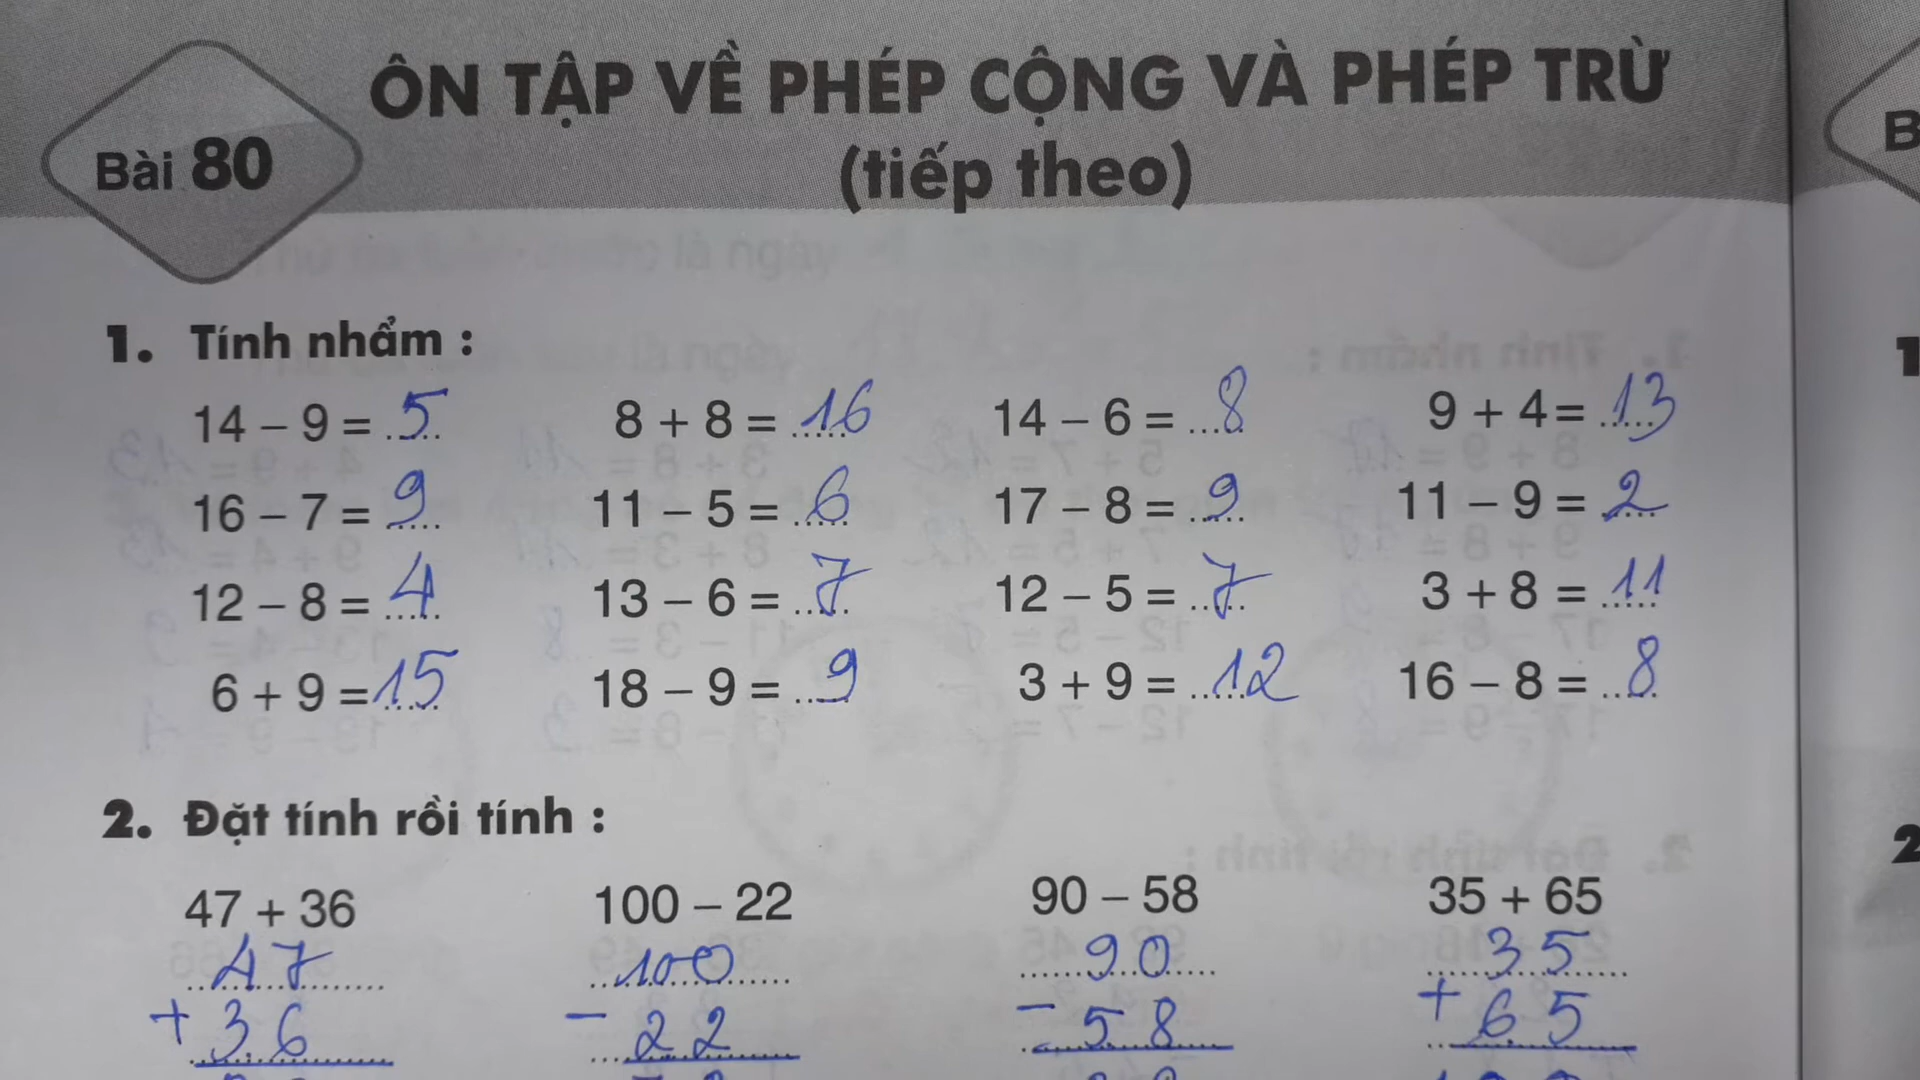 ÔN TẬP VỀ PHÉP CỘNG VÀ PHÉP TRỪ
Bài 80
(tiếp theo)
1. Tính nhẩm :
14 – 9 = 5 8 + 8 = 16 14 – 6 = 8 9 + 4 = 13
16 – 7 = 9 11 – 5 = 6 17 – 8 = 9 11 – 9 = 2
12 – 8 = 4 13 – 6 = 7 12 – 5 = 7 3 + 8 = 11
6 + 9 = 15 18 – 9 = 9 3 + 9 = 12 16 – 8 = 8
2. Đặt tính rồi tính :
47 + 36 100 – 22 90 – 58 35 + 65
47 100 90 35
+ 36 – 22 – 58 + 65